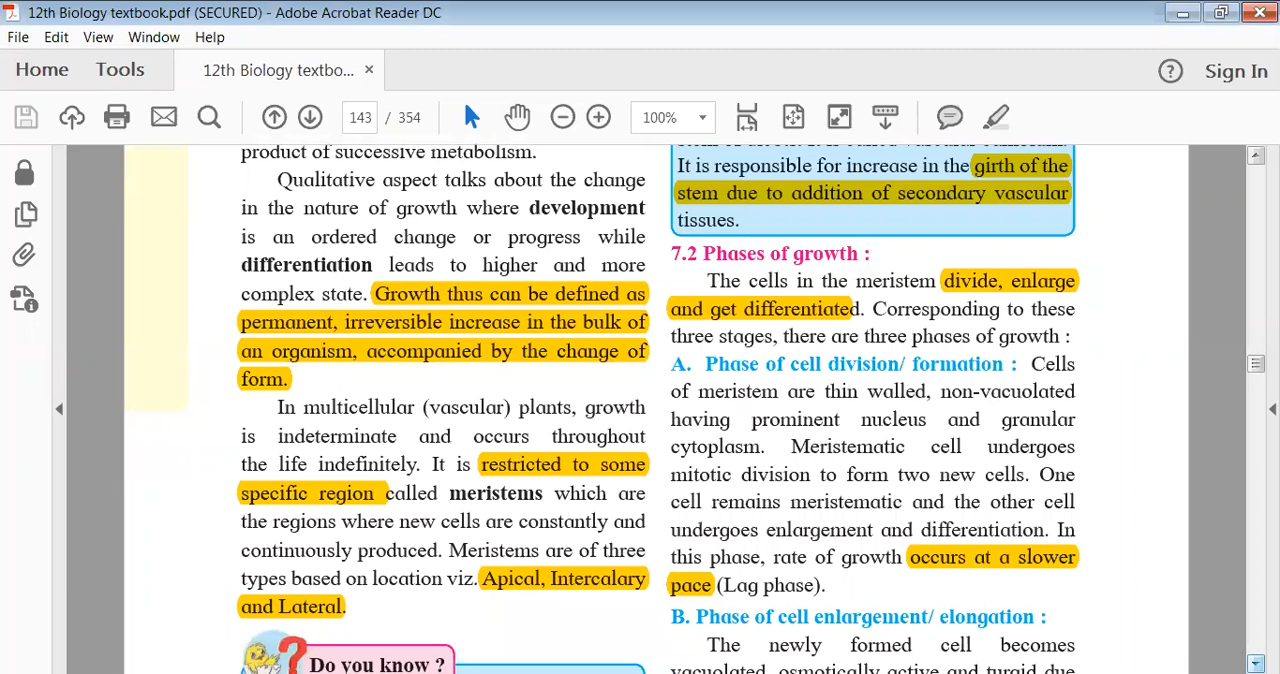 12th Biology textbook.pdf (SECURED) - Adobe Acrobat Reader DC
File Edit View Window Help
Home Tools 12th Biology textbo... × ? Sign In
143 / 354 100%
product of successive metabolism.
Qualitative aspect talks about the change
in the nature of growth where development
is an ordered change or progress while
differentiation leads to higher and more
complex state. Growth thus can be defined as
permanent, irreversible increase in the bulk of
an organism, accompanied by the change of
form.
In multicellular (vascular) plants, growth
is indeterminate and occurs throughout
the life indefinitely. It is restricted to some
specific region called meristems which are
the regions where new cells are constantly and
continuously produced. Meristems are of three
types based on location viz. Apical, Intercalary
and Lateral.
Do you know ?
It is responsible for increase in the girth of the
stem due to addition of secondary vascular
tissues.
7.2 Phases of growth :
The cells in the meristem divide, enlarge
and get differentiated. Corresponding to these
three stages, there are three phases of growth :
A. Phase of cell division/ formation : Cells
of meristem are thin walled, non-vacuolated
having prominent nucleus and granular
cytoplasm. Meristematic cell undergoes
mitotic division to form two new cells. One
cell remains meristematic and the other cell
undergoes enlargement and differentiation. In
this phase, rate of growth occurs at a slower
pace (Lag phase).
B. Phase of cell enlargement/ elongation :
The newly formed cell becomes
vacuolated, osmotically active and turgid due